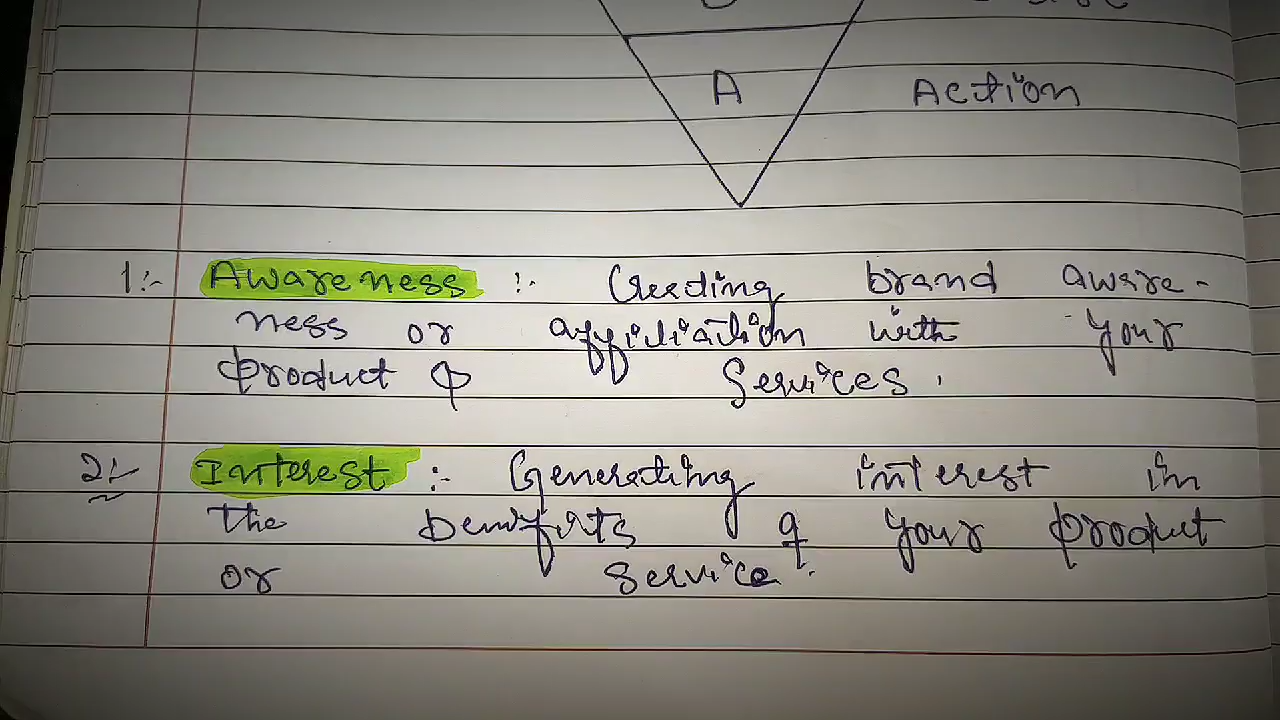 A Action
1:- Awareness :- Creating brand aware-
ness or affiliation with your
product & Services.
2:- Interest :- Generating interest in
the benifits of your product
or service.